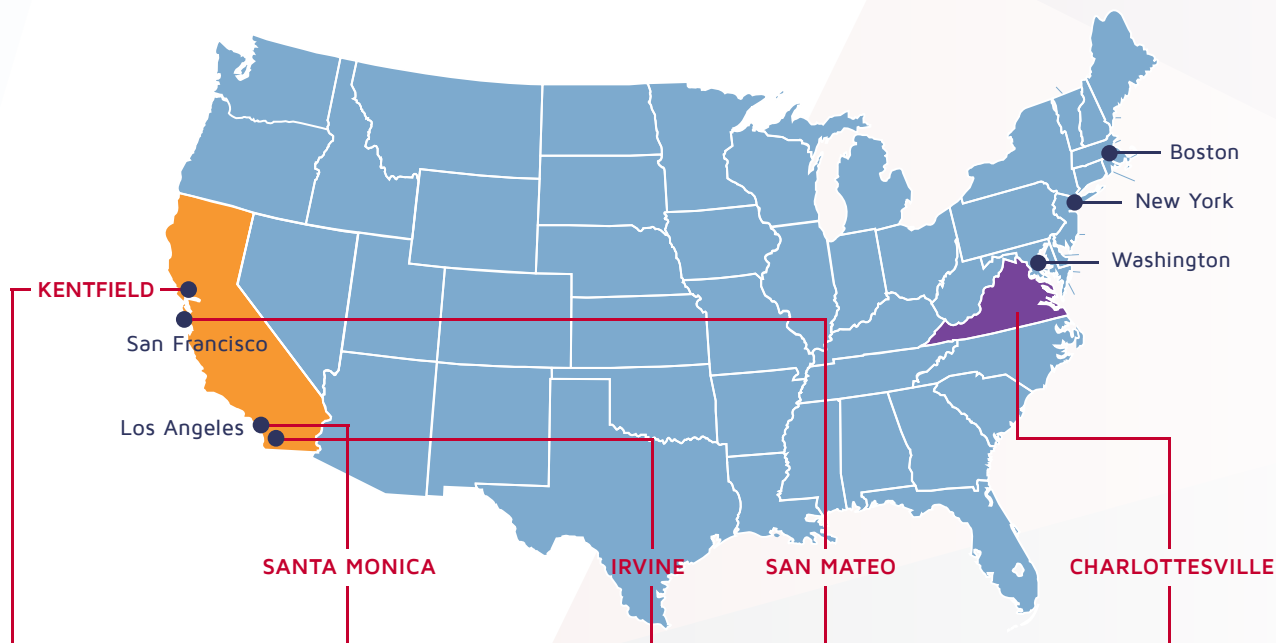 Boston
New York
Washington
KENTFIELD
San Francisco
Los Angeles
SANTA MONICA
IRVINE
SAN MATEO
CHARLOTTESVILLE